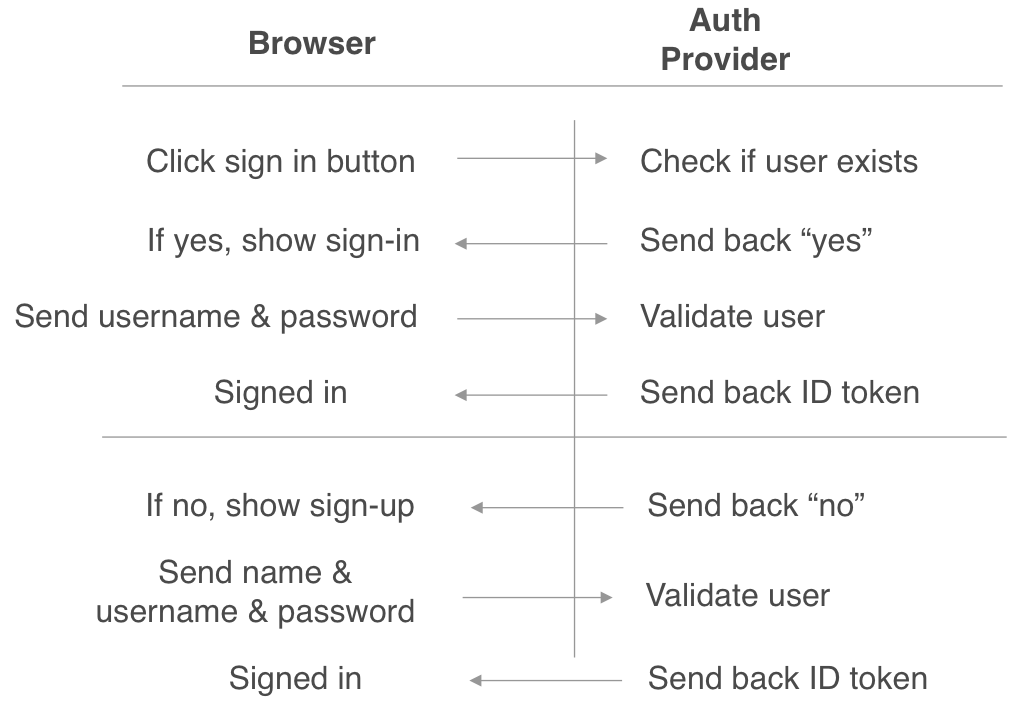 Browser
Auth
Provider
Click sign in button
Check if user exists
If yes, show sign-in
Send back “yes”
Send username & password
Validate user
Signed in
Send back ID token
If no, show sign-up
Send back “no”
Send name &
username & password
Validate user
Signed in
Send back ID token